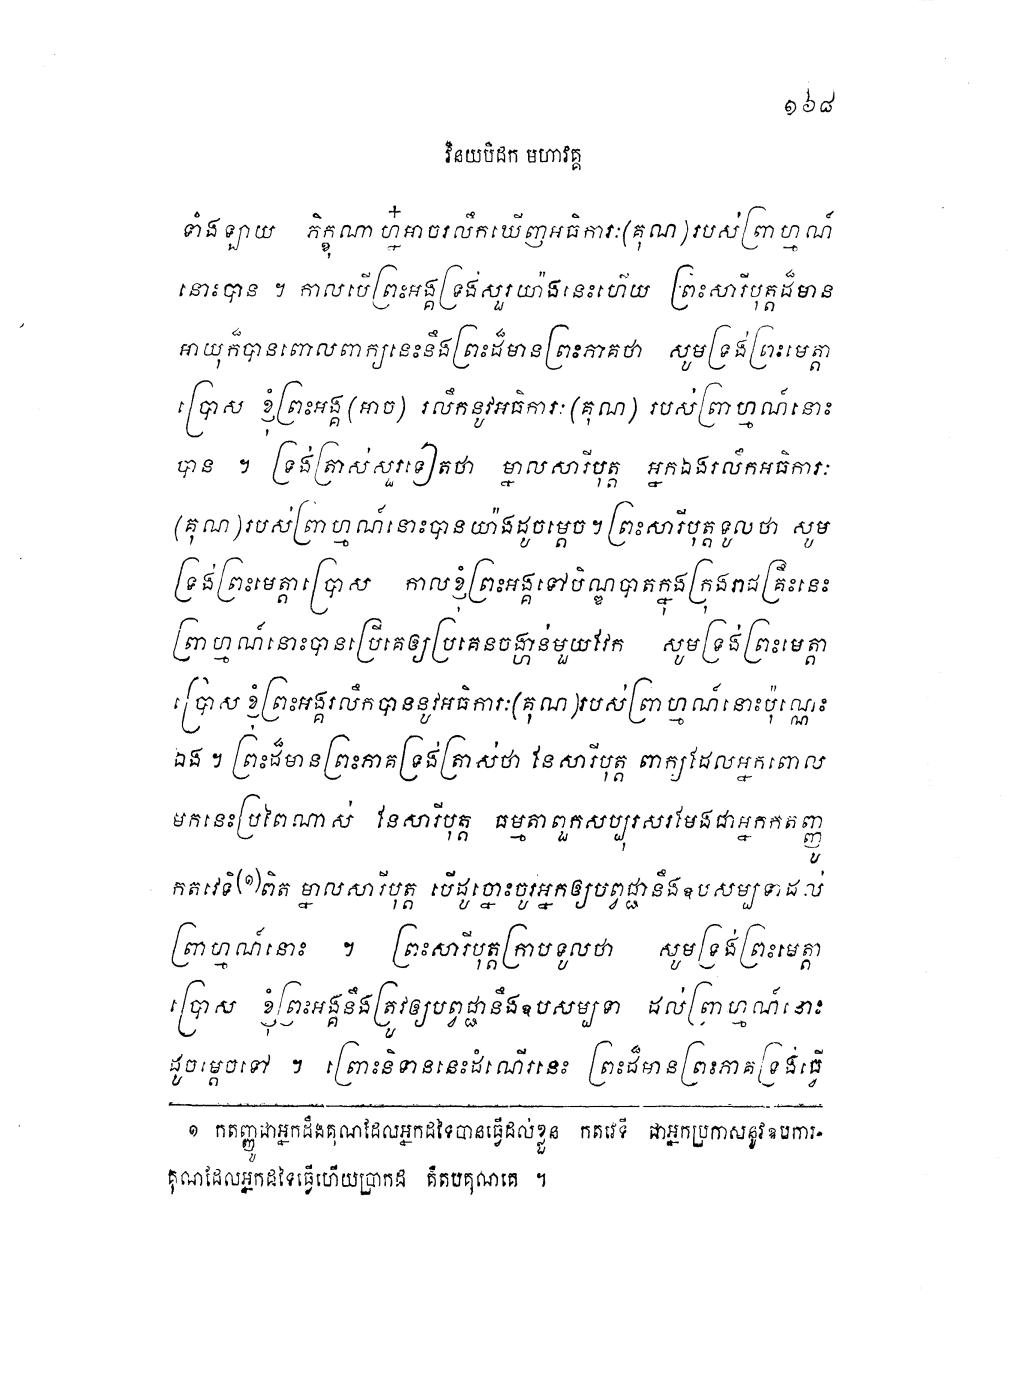 ១៦៨
វិនយបិដក មហាវគ្គ
ទាំងឡាយ ភិក្ខុណា ហ្ន៎អាចរលឹកឃើញអធិការៈ(គុណ)របស់ព្រាហ្មណ៍
នោះបាន ។ កាលបើព្រះអង្គទ្រង់សួរយ៉ាងនេះហើយ ព្រះសារីបុត្តដ៏មាន
អាយុក៏បានពោលពាក្យនេះនឹងព្រះដ៏មានព្រះភាគថា សូមទ្រង់ព្រះមេត្តា
ប្រោស ខ្ញុំព្រះអង្គ(អាច) រលឹកនូវអធិការៈ(គុណ) របស់ព្រាហ្មណ៍នោះ
បាន ។ ទ្រង់ត្រាស់សួរទៀតថា ម្នាលសារីបុត្ត អ្នកឯងរលឹកអធិការៈ
(គុណ)របស់ព្រាហ្មណ៍នោះបានយ៉ាងដូចម្តេច។ ព្រះសារីបុត្តទូលថា សូម
ទ្រង់ព្រះមេត្តាប្រោស កាលខ្ញុំព្រះអង្គទៅបិណ្ឌបាតក្នុងក្រុងរាជគ្រឹះនេះ
ព្រាហ្មណ៍នោះបានប្រើគេឲ្យប្រគេនចង្ហាន់មួយវែក សូមទ្រង់ព្រះមេត្តា
ប្រោស ខ្ញុំព្រះអង្គរលឹកបាននូវអធិការៈ(គុណ)របស់ព្រាហ្មណ៍នោះប៉ុណ្ណេះ
ឯង ។ ព្រះដ៏មានព្រះភាគទ្រង់ត្រាស់ថា នែសារីបុត្ត ពាក្យដែលអ្នកពោល
មកនេះប្រពៃណាស់ នែសារីបុត្ត ធម្មតាពួកសប្បុរសរមែងជាអ្នកកតញ្ញូ
កតវេទី(១)ពិត ម្នាលសារីបុត្ត បើដូច្នោះចូរអ្នកឲ្យបព្វជ្ជានឹងឧបសម្បទាដល់
ព្រាហ្មណ៍នោះ ។ ព្រះសារីបុត្តក្រាបទូលថា សូមទ្រង់ព្រះមេត្តា
ប្រោស ខ្ញុំព្រះអង្គនឹងត្រូវឲ្យបព្វជ្ជានឹងឧបសម្បទា ដល់ព្រាហ្មណ៍នោះ
ដូចម្តេចទៅ ។ ព្រោះនិទាននេះដំណើរនេះ ព្រះដ៏មានព្រះភាគទ្រង់ធ្វើ
១ កតញ្ញូជាអ្នកដឹងគុណដែលអ្នកដទៃបានធ្វើដល់ខ្លួន កតវេទី ជាអ្នកប្រកាសនូវឧបការ-
គុណដែលអ្នកដទៃធ្វើហើយប្រាកដ គឺតបគុណគេ ។